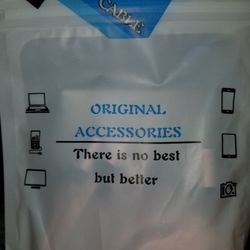 CABLE
ORIGINAL
ACCESSORIES
There is no best
but better